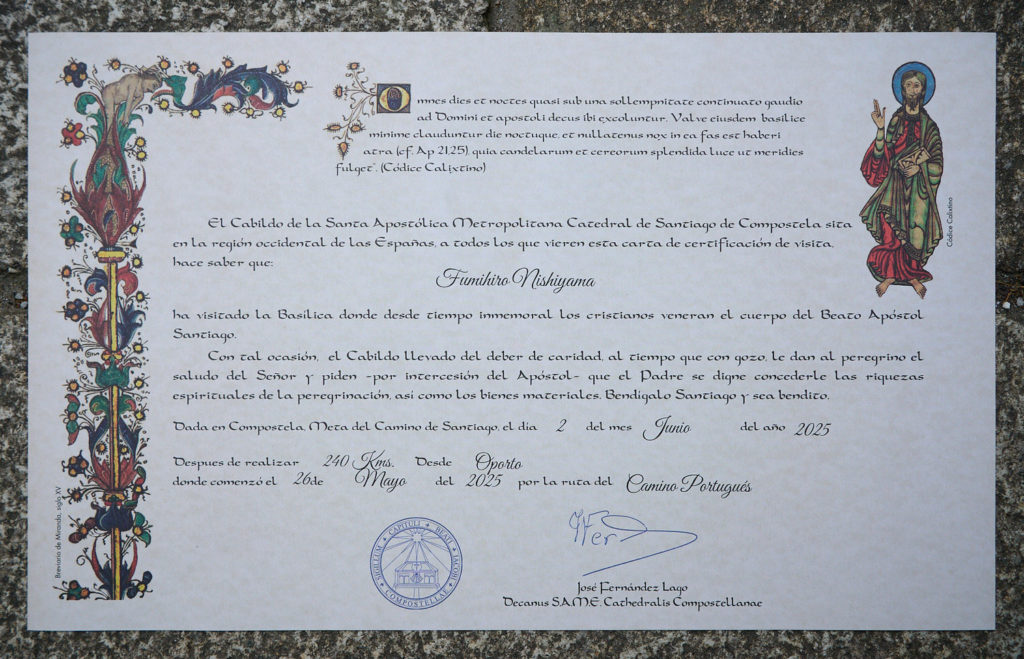 Omnes dies et noctes quasi sub una sollempnitate continuato gaudio
ad Domini et apostoli decus ibi excoluntur. Valve eiusdem basilice
minime clauduntur die noctuque, et nullatenus nox in ea fas est haberi
atra (cf. Ap 21,25), quia candelarum et cereorum splendida luce ut meridies
fulget". (Códice Calixtino)
Códice Calixtino
El Cabildo de la Santa Apostólica Metropolitana Catedral de Santiago de Compostela sita
en la región occidental de las Españas, a todos los que vieren esta carta de certificación de visita,
hace saber que:
Fumihiro Nishiyama
ha visitado la Basílica donde desde tiempo inmemoral los cristianos veneran el cuerpo del Beato Apóstol
Santiago.
Con tal ocasión, el Cabildo llevado del deber de caridad, al tiempo que con gozo, le dan al peregrino el
saludo del Señor y piden -por intercesión del Apóstol- que el Padre se digne concederle las riquezas
espirituales de la peregrinación, así como los bienes materiales. Bendígalo Santiago y sea bendito.
Dada en Compostela, Meta del Camino de Santiago, el día 2 del mes Junio del año 2025
Despues de realizar 240 Kms. Desde Oporto
donde comenzó el 26 de Mayo del 2025 por la ruta del Camino Portugués
Breviario de Miranda, siglo XV
SIGILLUM CAPITULI BEATI JACOBI COMPOSTELLAE
José Fernández Lago
Decanus S.A.M.E. Cathedralis Compostellanae